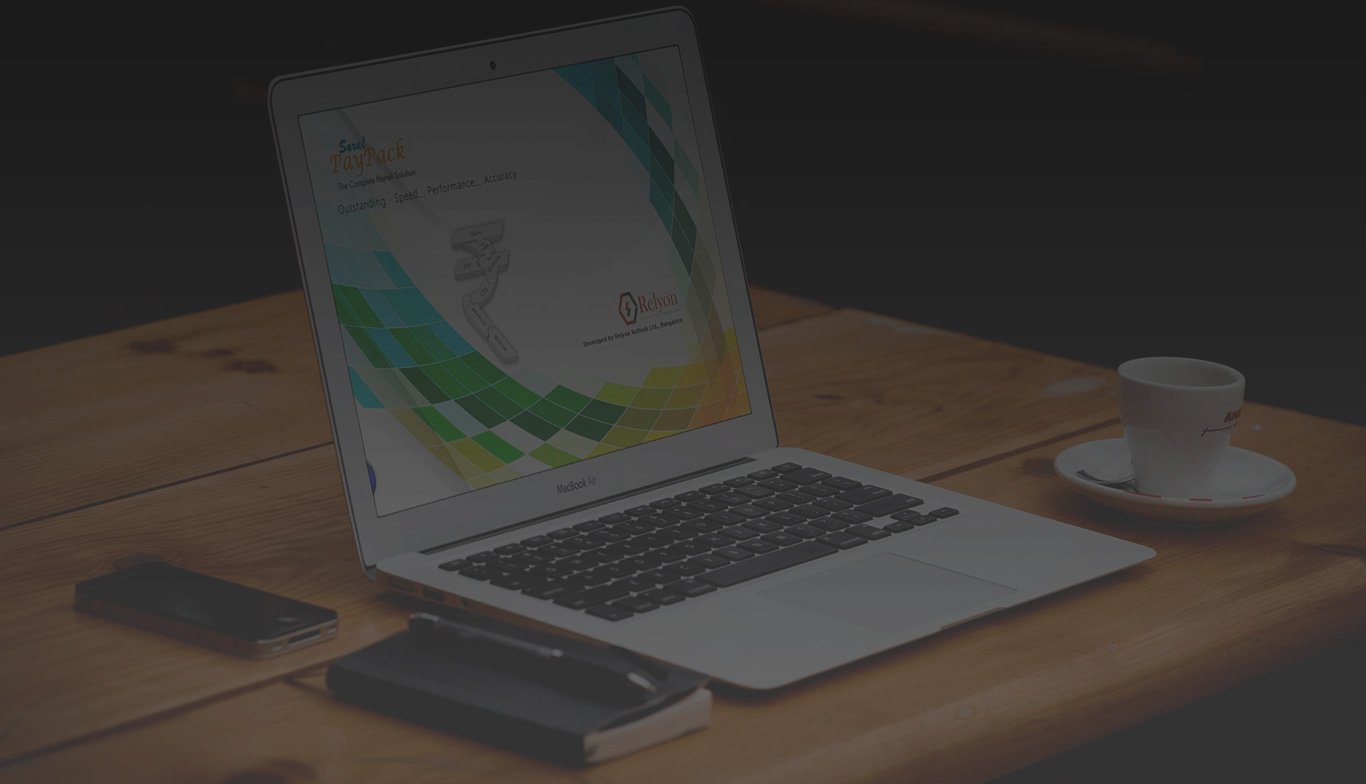 Saral
PayPack
The Complete Payroll Solution
Outstanding - Speed... Performance... Accuracy
Relyon
Developed by Relyon Softech Ltd., Bangalore
MacBook Air